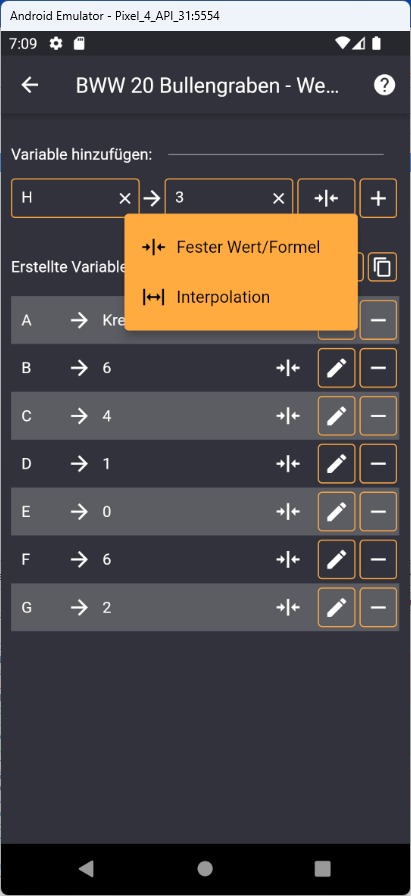 Android Emulator - Pixel_4_API_31:5554
7:09
BWW 20 Bullengraben - We...
Variable hinzufügen:
H 3
Fester Wert/Formel
Erstellte Variable
Interpolation
A Kre
B 6
C 4
D 1
E 0
F 6
G 2